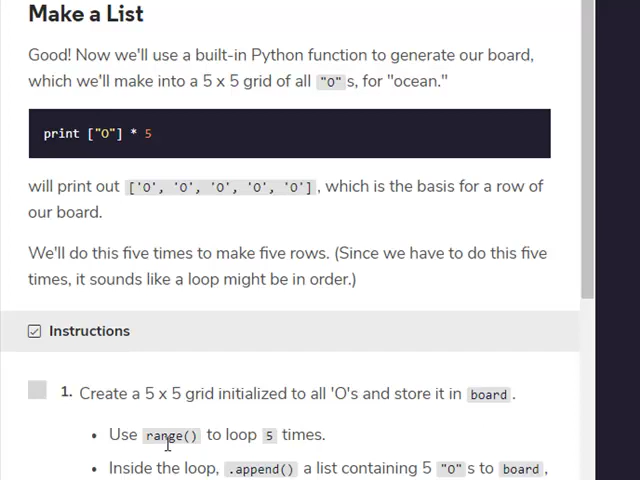 Make a List
Good! Now we'll use a built-in Python function to generate our board,
which we'll make into a 5 x 5 grid of all "O"s, for "ocean."
print ["O"] * 5
will print out ['O', 'O', 'O', 'O', 'O'], which is the basis for a row of
our board.
We'll do this five times to make five rows. (Since we have to do this five
times, it sounds like a loop might be in order.)
Instructions
1. Create a 5 x 5 grid initialized to all 'O's and store it in board.
• Use range() to loop 5 times.
• Inside the loop, .append() a list containing 5 "O"s to board,